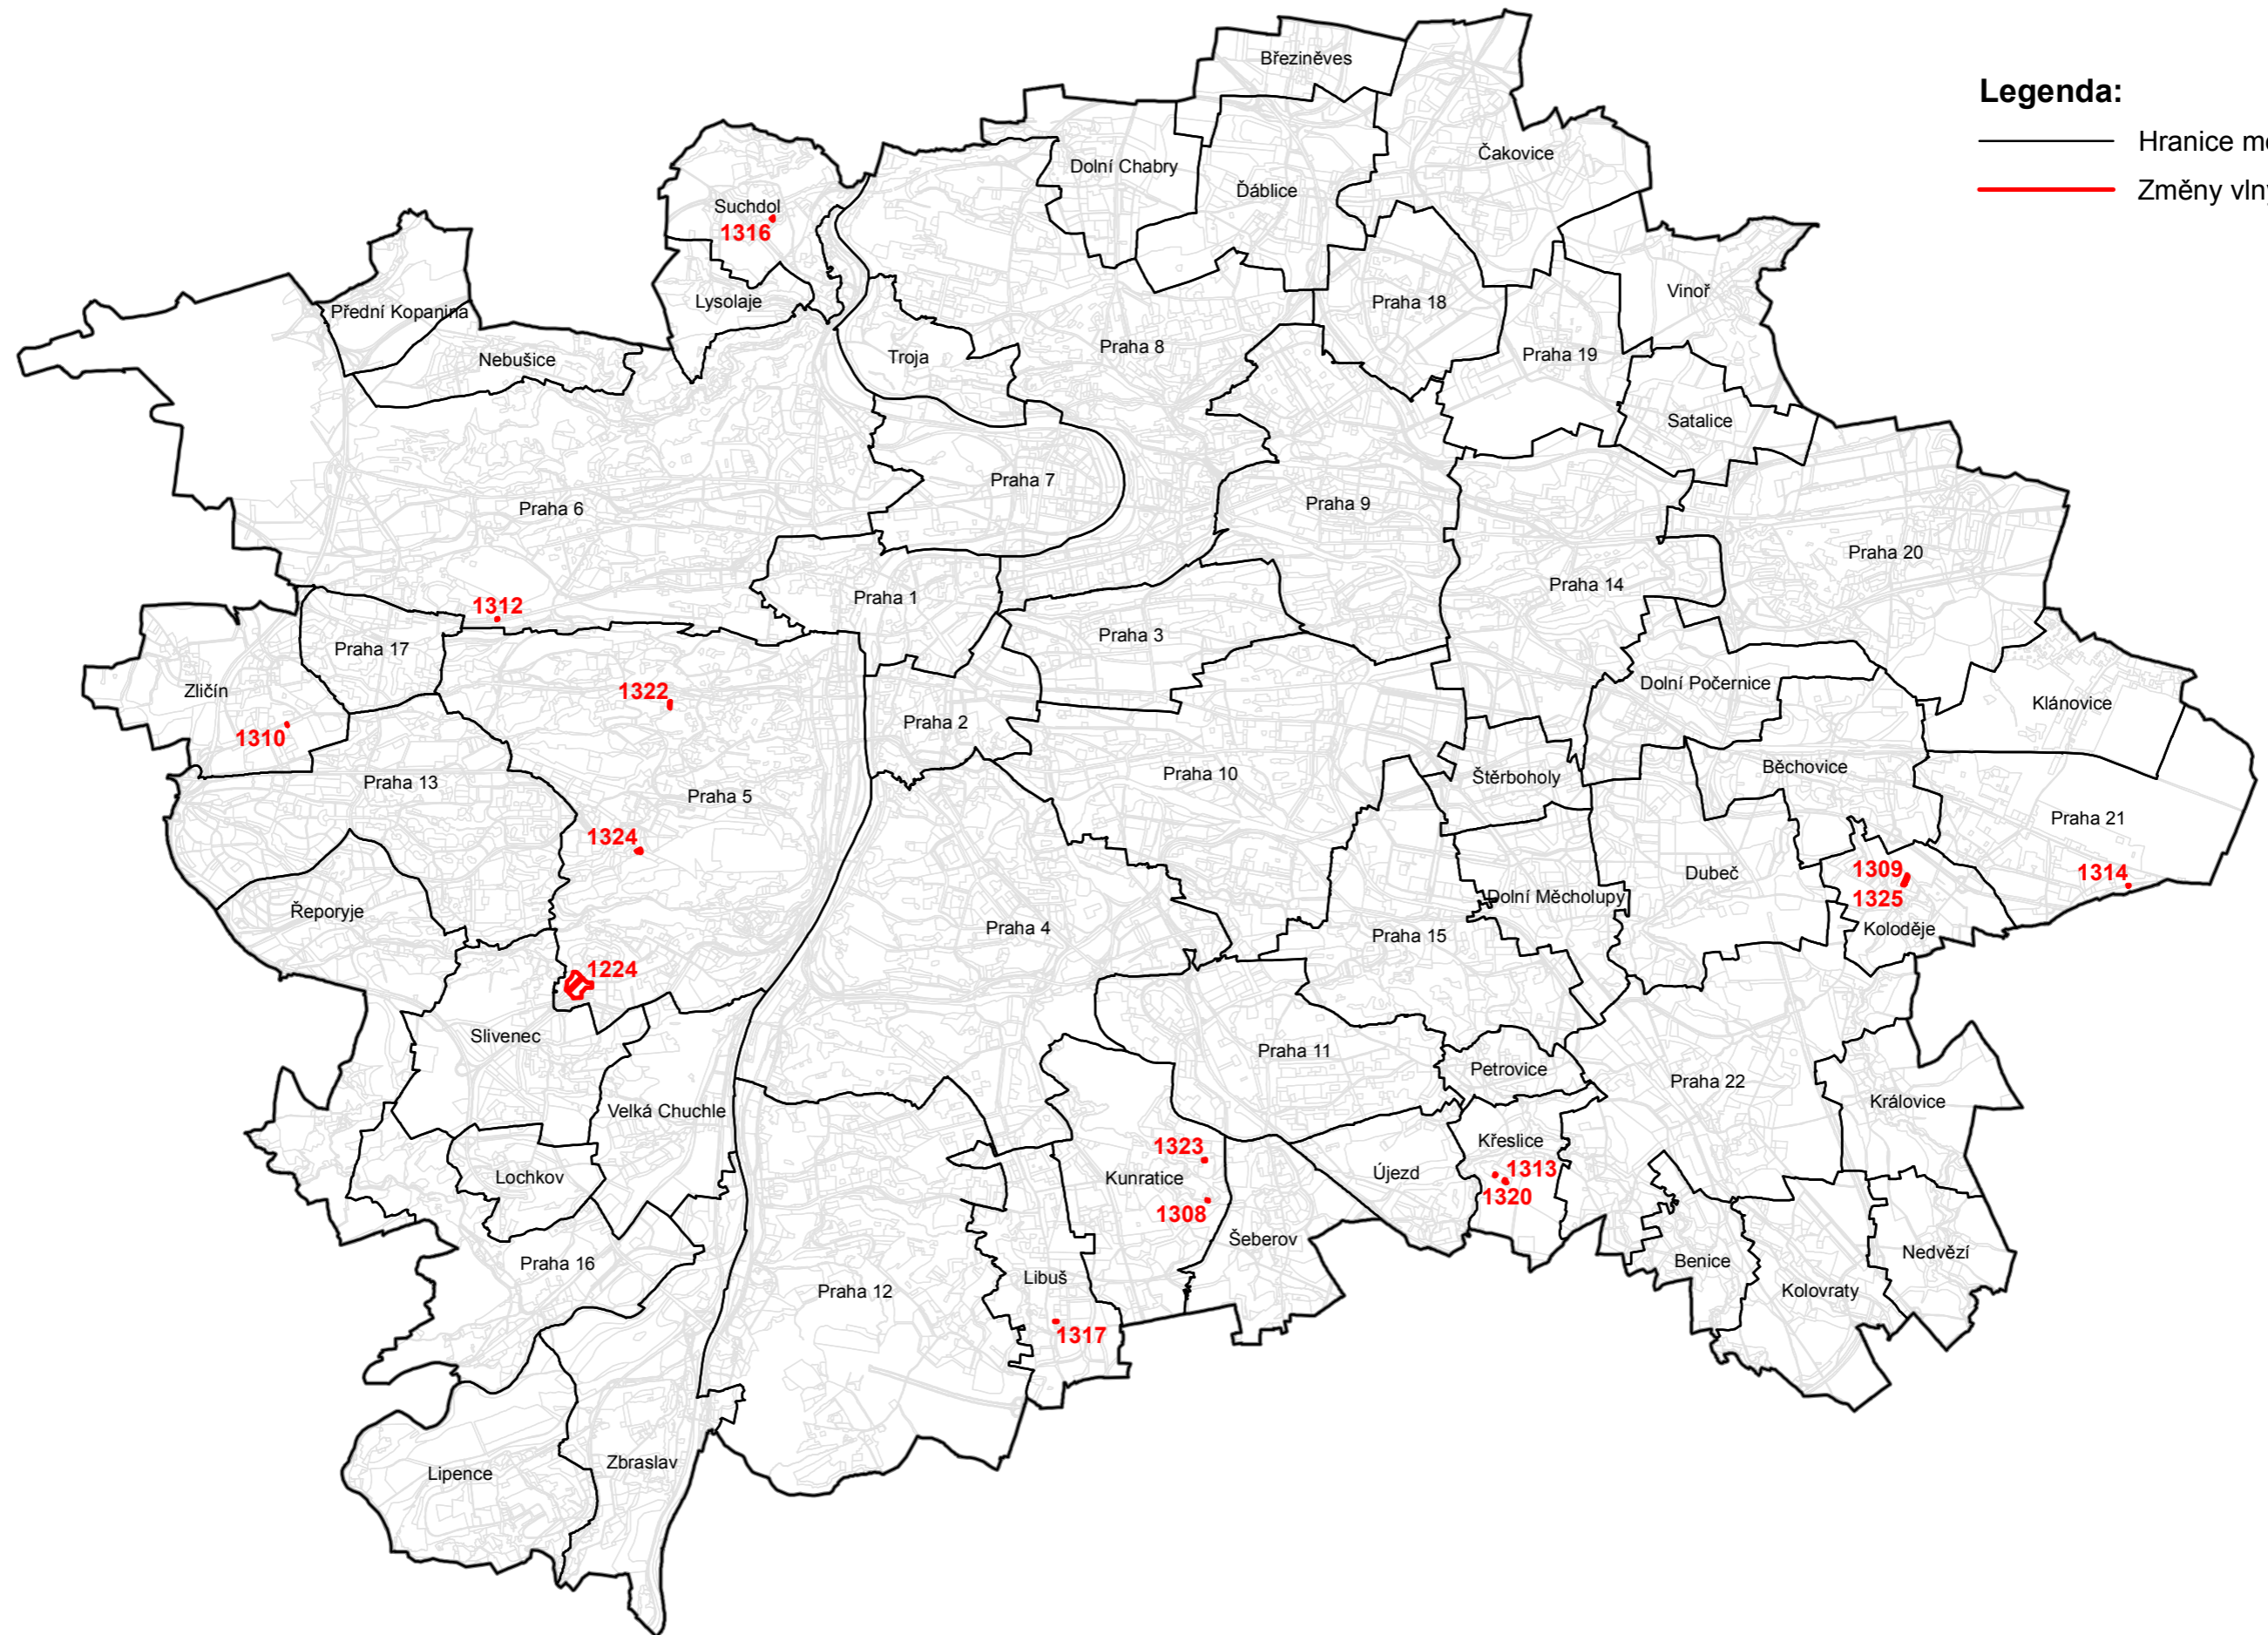 Březiněves
Legenda:
Hranice mě
Změny vlny
Čakovice
Dolní Chabry
Ďáblice
Suchdol
1316
Vinoř
Lysolaje
Praha 18
Přední Kopanina
Nebušice
Troja
Praha 8
Praha 19
Satalice
Praha 7
Praha 9
Praha 6
Praha 20
Praha 14
Praha 1
1312
Praha 3
Praha 17
Zličín
1322
Dolní Počernice
Klánovice
Praha 2
1310
Běchovice
Praha 10
Štěrboholy
Praha 13
Praha 5
Praha 21
1324
1309
1314
Dubeč
1325
Dolní Měcholupy
Řeporyje
Koloděje
Praha 4
Praha 15
1224
Slivenec
Praha 11
Petrovice
Praha 22
Královice
Velká Chuchle
1323
Křeslice
Lochkov
Kunratice
Újezd
1313
1320
1308
Šeberov
Nedvězí
Praha 16
Benice
Libuš
Praha 12
Kolovraty
1317
Lipence
Zbraslav